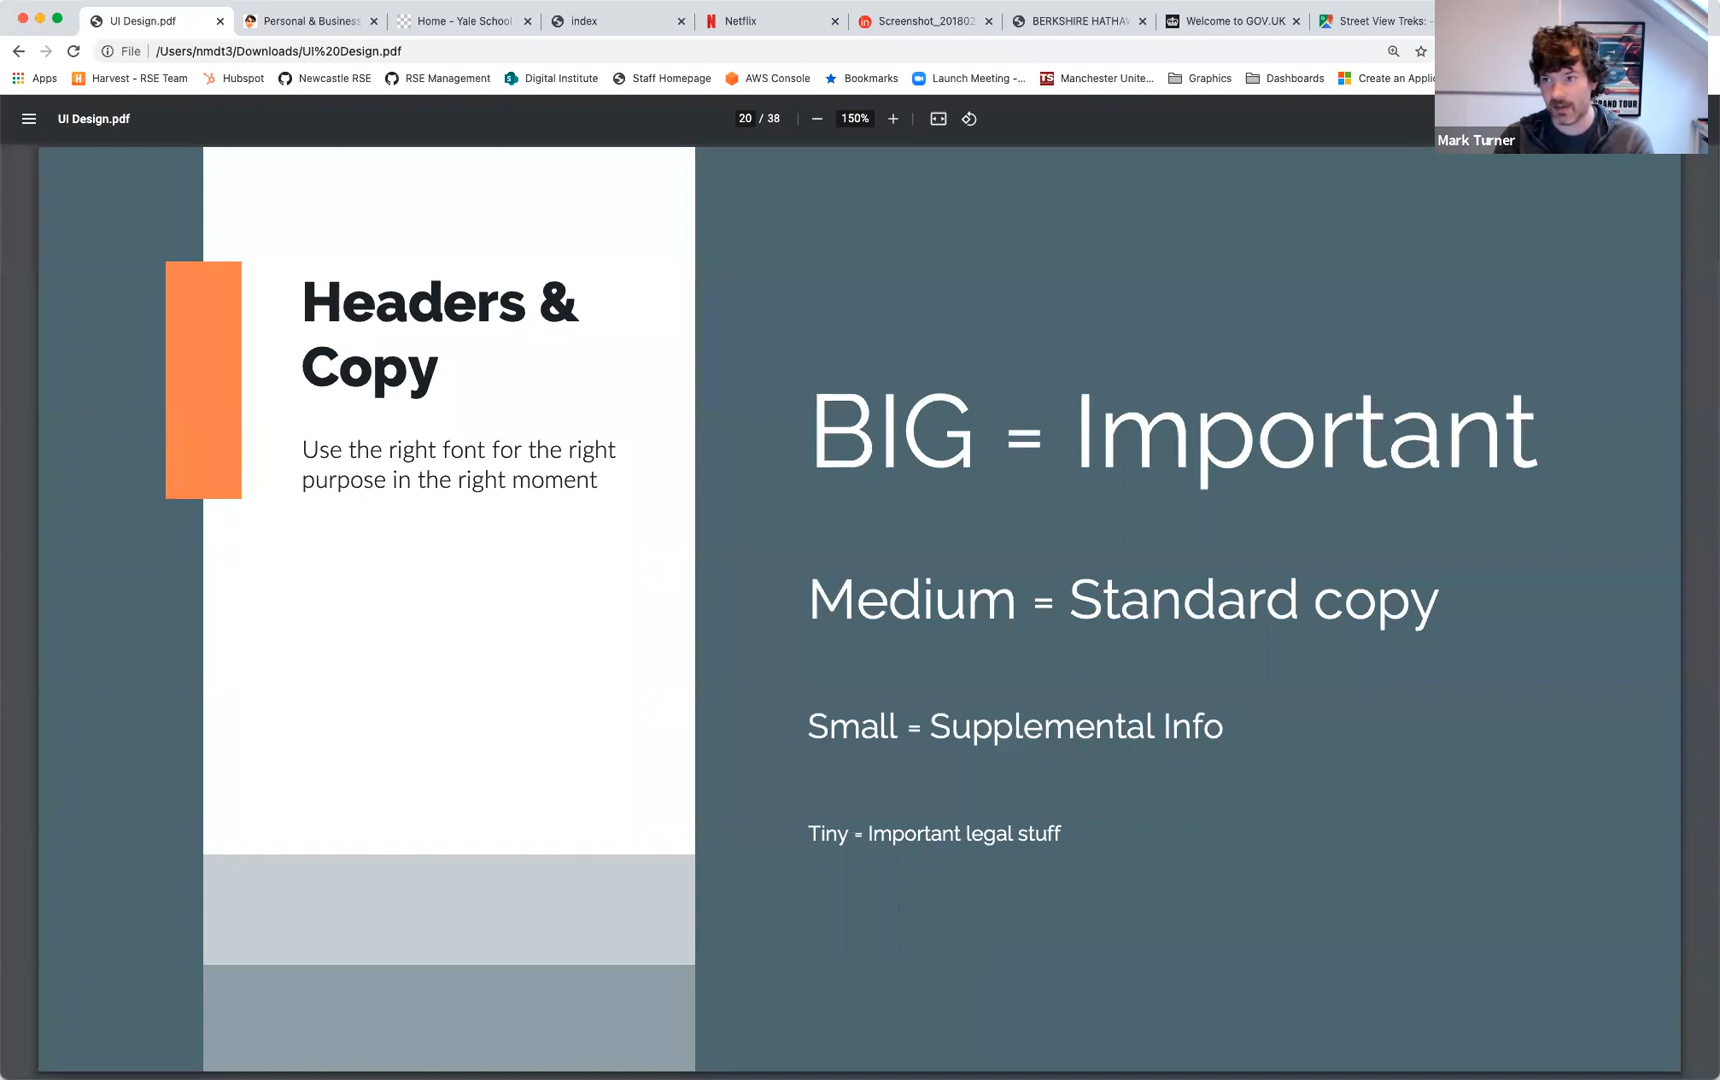 UI Design.pdf
Personal & Business
Home - Yale School
index
Netflix
Screenshot_201802
BERKSHIRE HATHAW
Welcome to GOV.UK
Street View Treks:
File
/Users/nmdt3/Downloads/UI%20Design.pdf
Apps
Harvest - RSE Team
Hubspot
Newcastle RSE
RSE Management
Digital Institute
Staff Homepage
AWS Console
Bookmarks
Launch Meeting -...
Manchester Unite...
Graphics
Dashboards
Create an Appli
UI Design.pdf
20 / 38
150%
GRAND TOUR
Mark Turner
Headers &
Copy
Use the right font for the right
purpose in the right moment
BIG = Important
Medium = Standard copy
Small = Supplemental Info
Tiny = Important legal stuff